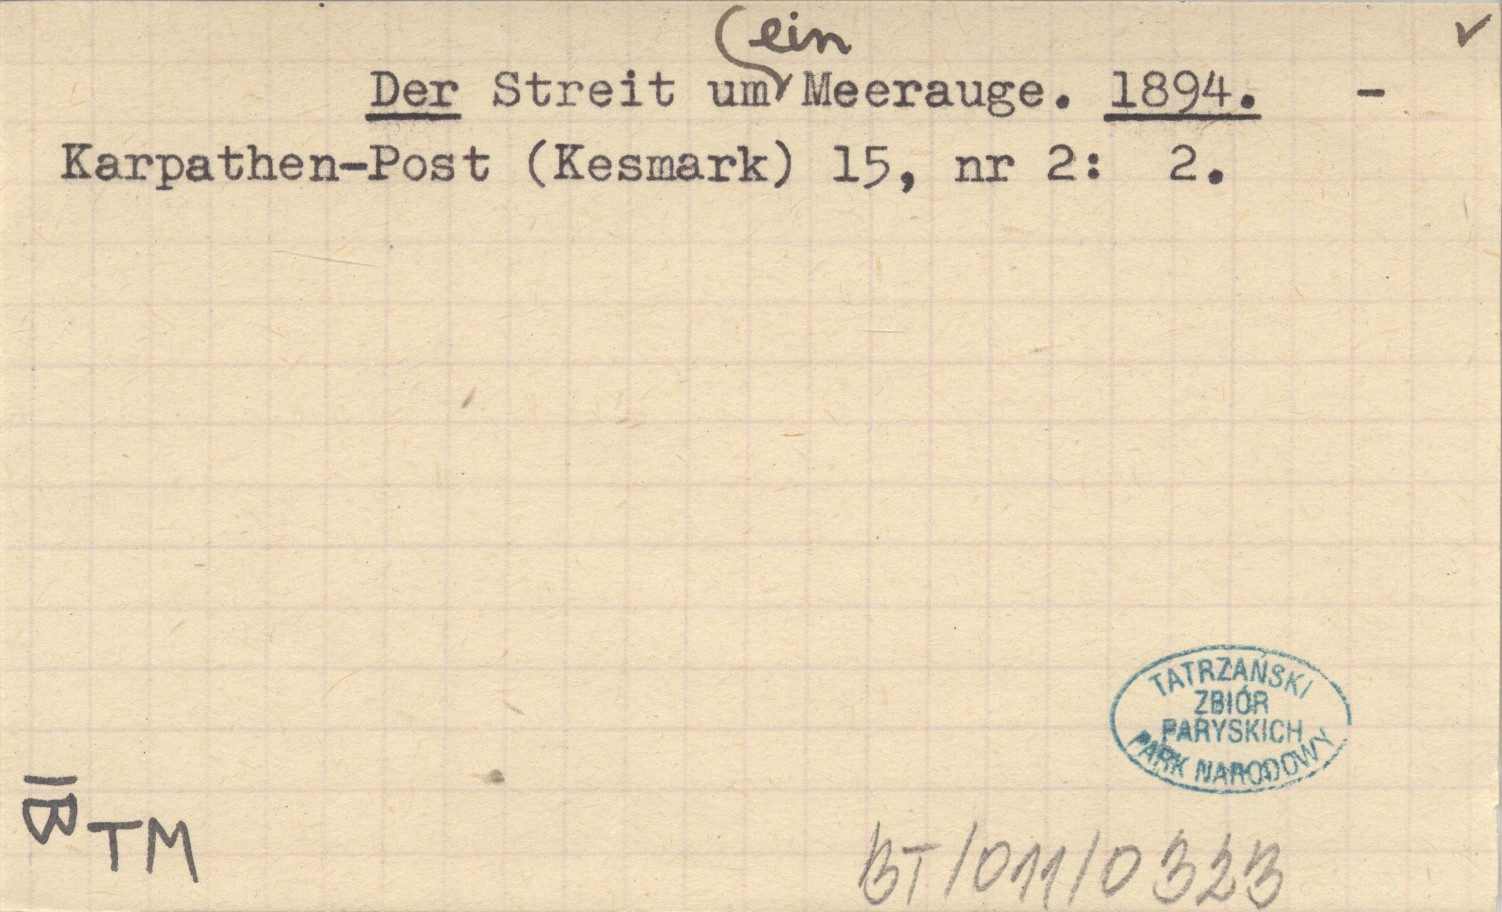 ✓
Der Streit um ein Meerauge. 1894. -
Karpathen-Post (Kesmark) 15, nr 2: 2.
TATRZAŃSKI
ZBIÓR
PARYSKICH
PARK NARODOWY
TM
BT/011/0323